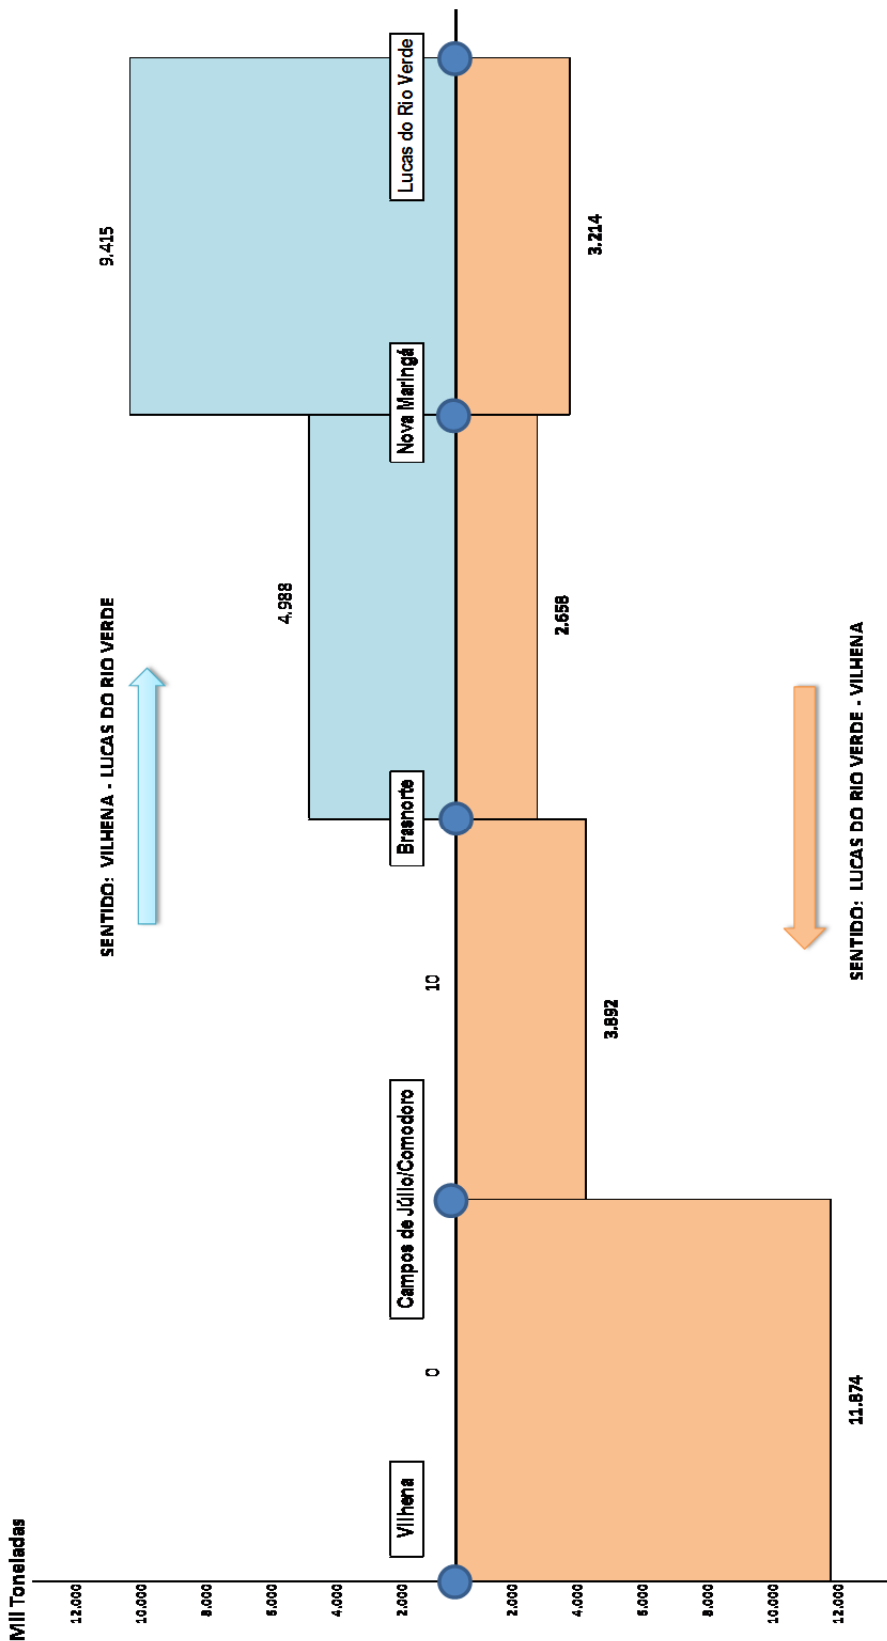 Mil Toneladas
SENTIDO: VILHENA - LUCAS DO RIO VERDE
12.000
10.000
8.000
6.000
4.000
2.000
2.000
4.000
6.000
8.000
10.000
12.000
9.415
4.988
10
0
Vilhena
Campos de Júlio/Comodoro
Brasnorte
Nova Maringá
Lucas do Rio Verde
11.874
3.892
2.658
3.214
SENTIDO: LUCAS DO RIO VERDE - VILHENA